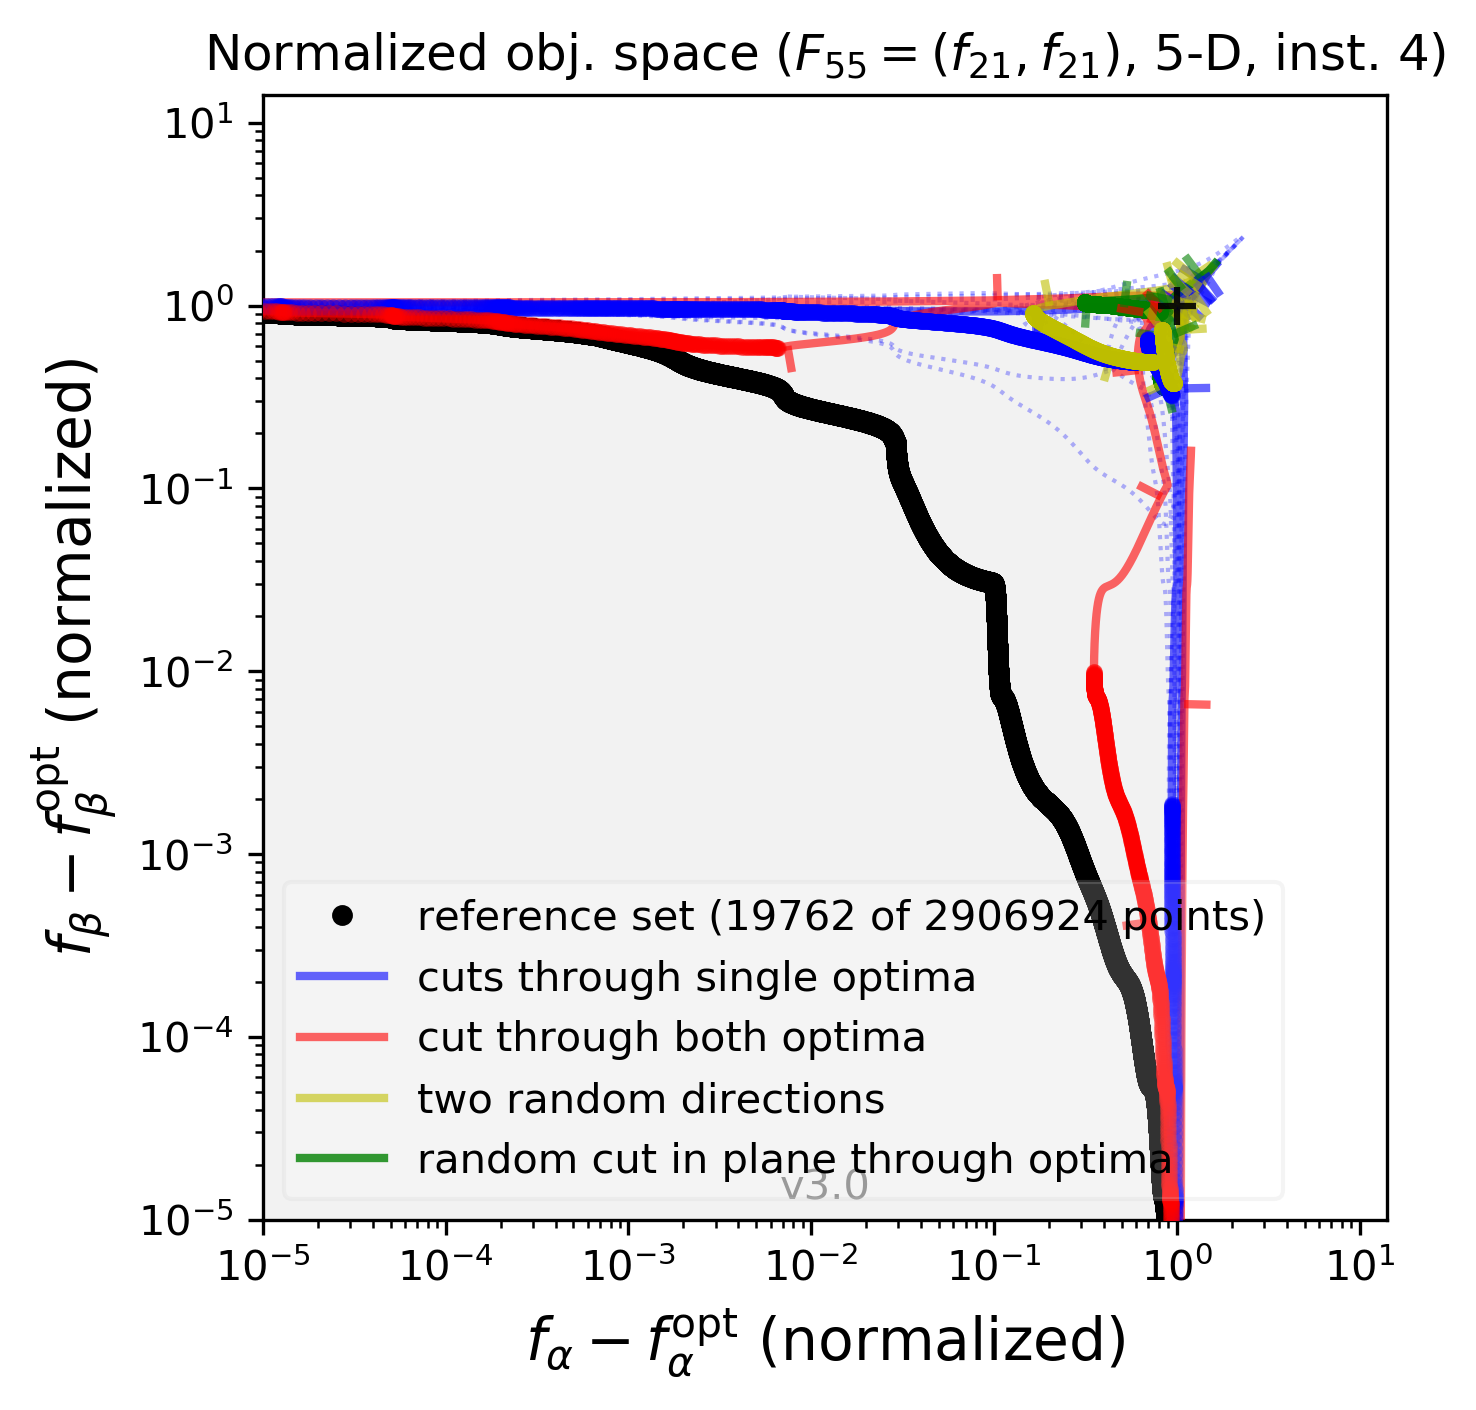 Normalized obj. space (F₅₅ = (f₂₁, f₂₁), 5-D, inst. 4)
f_β − f_β^opt (normalized)
10¹
10⁰
10⁻¹
10⁻²
10⁻³
10⁻⁴
10⁻⁵
reference set (19762 of 2906924 points)
cuts through single optima
cut through both optima
two random directions
random cut in plane through optima
v3.0
10⁻⁵ 10⁻⁴ 10⁻³ 10⁻² 10⁻¹ 10⁰ 10¹
f_α − f_α^opt (normalized)